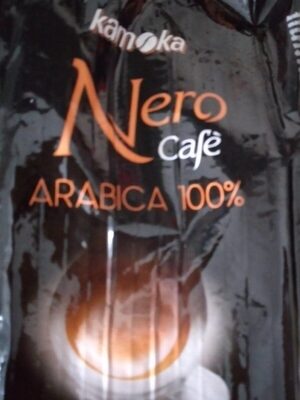 kamoka
Nero
Cafè
ARABICA 100%